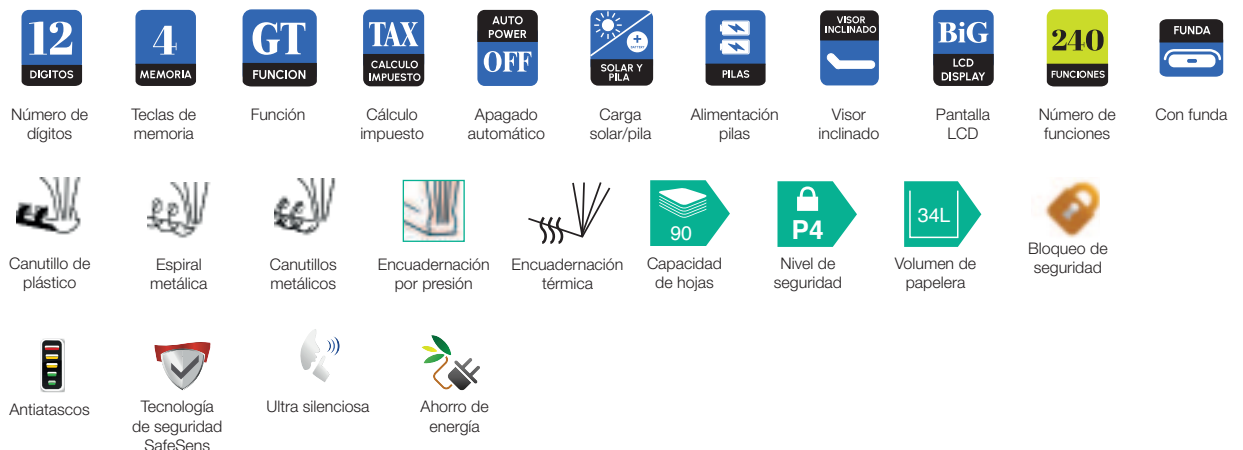 12
DIGITOS
4
MEMORIA
GT
FUNCION
TAX
CALCULO
IMPUESTO
AUTO
POWER
OFF
BATTERY
SOLAR Y
PILA
PILAS
VISOR
INCLINADO
BiG
LCD
DISPLAY
240
FUNCIONES
FUNDA
Número de
dígitos
Teclas de
memoria
Función
Cálculo
impuesto
Apagado
automático
Carga
solar/pila
Alimentación
pilas
Visor
inclinado
Pantalla
LCD
Número de
funciones
Con funda
90
P4
34L
Canutillo de
plástico
Espiral
metálica
Canutillos
metálicos
Encuadernación
por presión
Encuadernación
térmica
Capacidad
de hojas
Nivel de
seguridad
Volumen de
papelera
Bloqueo de
seguridad
Antiatascos
Tecnología
de seguridad
SafeSens
Ultra silenciosa
Ahorro de
energía